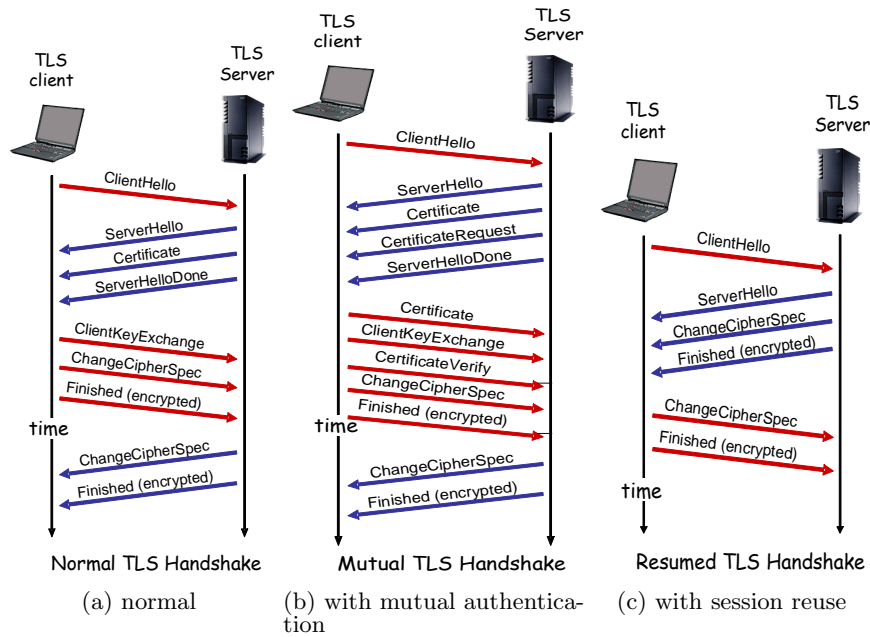 TLS
client
TLS
Server
ClientHello
ServerHello
Certificate
ServerHelloDone
ClientKeyExchange
ChangeCipherSpec
Finished (encrypted)
time
ChangeCipherSpec
Finished (encrypted)
Normal TLS Handshake
(a) normal
TLS
client
TLS
Server
ClientHello
ServerHello
Certificate
CertificateRequest
ServerHelloDone
Certificate
ClientKeyExchange
CertificateVerify
ChangeCipherSpec
Finished (encrypted)
time
ChangeCipherSpec
Finished (encrypted)
Mutual TLS Handshake
(b) with mutual authentica-
tion
TLS
client
TLS
Server
ClientHello
ServerHello
ChangeCipherSpec
Finished (encrypted)
ChangeCipherSpec
Finished (encrypted)
time
Resumed TLS Handshake
(c) with session reuse